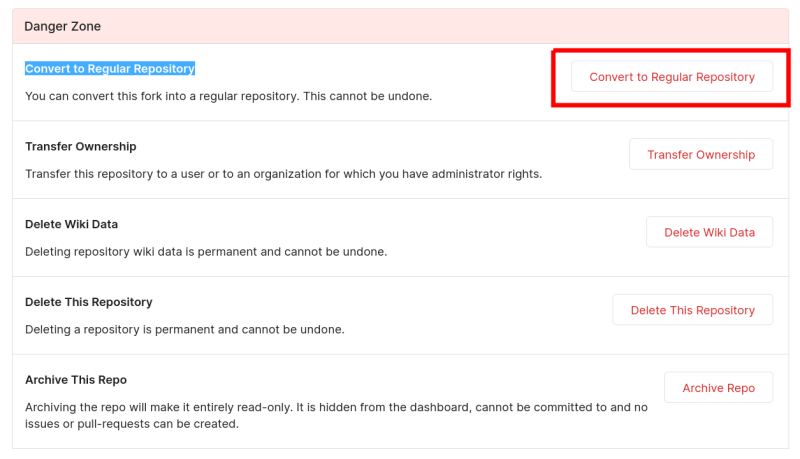 Danger Zone
Convert to Regular Repository
Convert to Regular Repository
You can convert this fork into a regular repository. This cannot be undone.
Transfer Ownership
Transfer Ownership
Transfer this repository to a user or to an organization for which you have administrator rights.
Delete Wiki Data
Delete Wiki Data
Deleting repository wiki data is permanent and cannot be undone.
Delete This Repository
Delete This Repository
Deleting a repository is permanent and cannot be undone.
Archive This Repo
Archive Repo
Archiving the repo will make it entirely read-only. It is hidden from the dashboard, cannot be committed to and no
issues or pull-requests can be created.